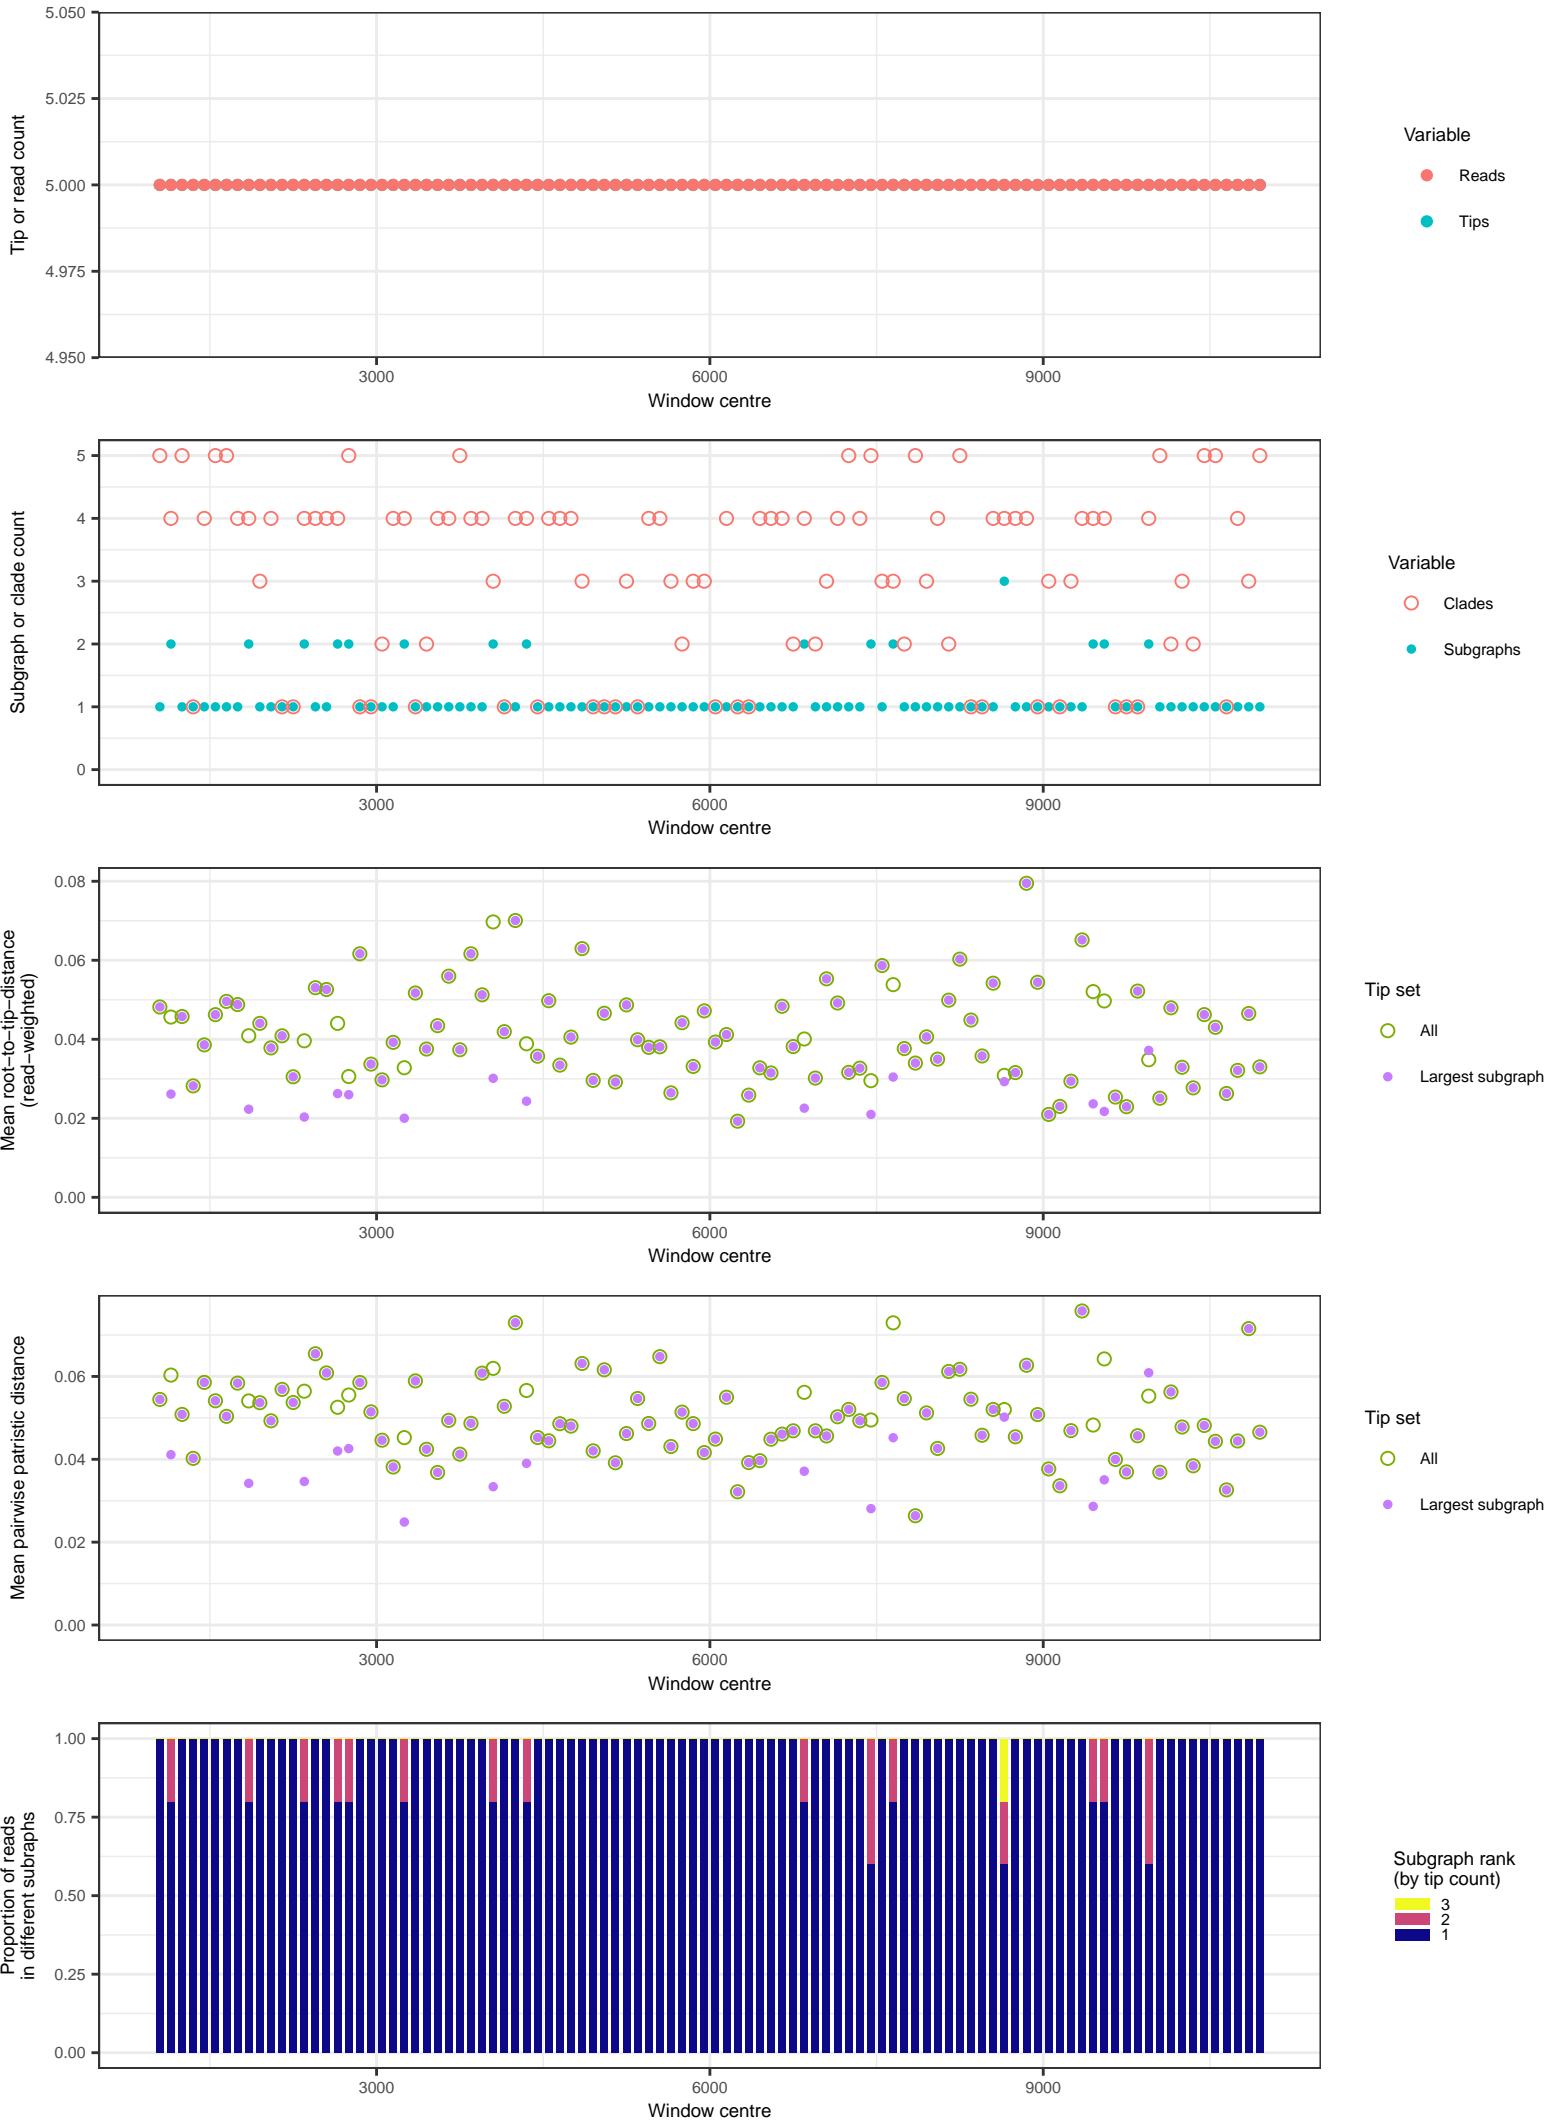 5.050
5.025
5.000
4.975
4.950
Tip or read count
3000 6000 9000
Window centre
Variable
Reads
Tips
5
4
3
2
1
0
Subgraph or clade count
3000 6000 9000
Window centre
Variable
Clades
Subgraphs
0.08
0.06
0.04
0.02
0.00
Mean root−to−tip−distance
(read−weighted)
3000 6000 9000
Window centre
Tip set
All
Largest subgraph
0.06
0.04
0.02
0.00
Mean pairwise patristic distance
3000 6000 9000
Window centre
Tip set
All
Largest subgraph
1.00
0.75
0.50
0.25
0.00
Proportion of reads
in different subraphs
3000 6000 9000
Window centre
Subgraph rank
(by tip count)
3
2
1